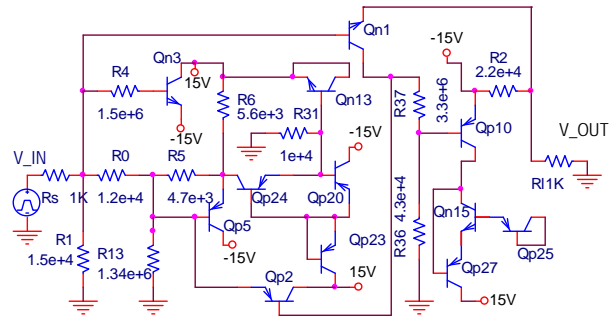 Qn1
Qn3
15V
-15V
R2
2.2e+4
R4
1.5e+6
R6
5.6e+3
Qn13
R37
3.3e+6
-15V
R31
1e+4
-15V
Qp10
V_OUT
V_IN
Rs
1K
R0
1.2e+4
R5
4.7e+3
Qp24
Qp20
Rl1K
Qp5
-15V
R1
1.5e+4
R13
1.34e+6
Qp23
R36
4.3e+4
Qn15
Qp25
Qp2
15V
Qp27
15V